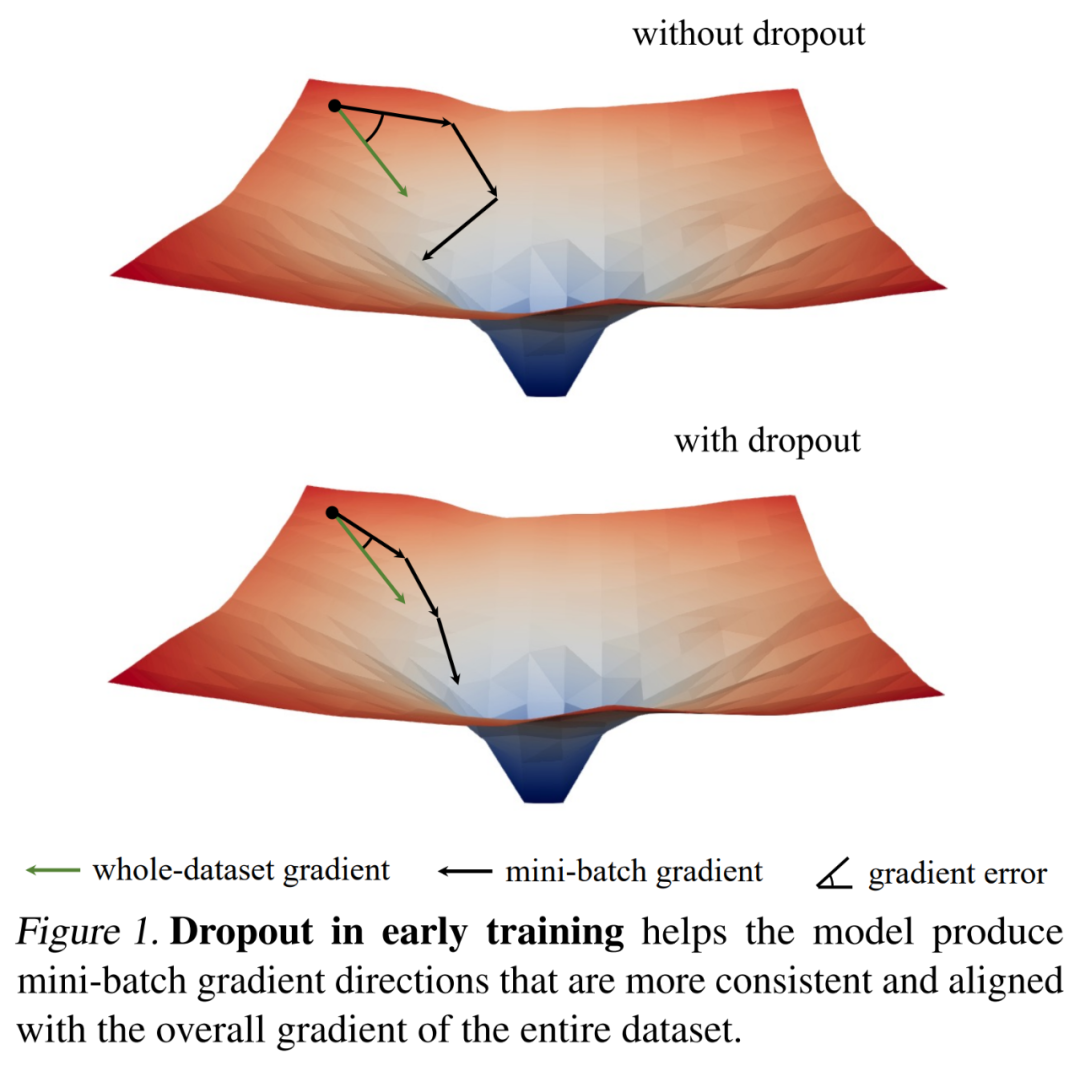 without dropout
with dropout
whole-dataset gradient
mini-batch gradient
gradient error
Figure 1. Dropout in early training helps the model produce
mini-batch gradient directions that are more consistent and aligned
with the overall gradient of the entire dataset.